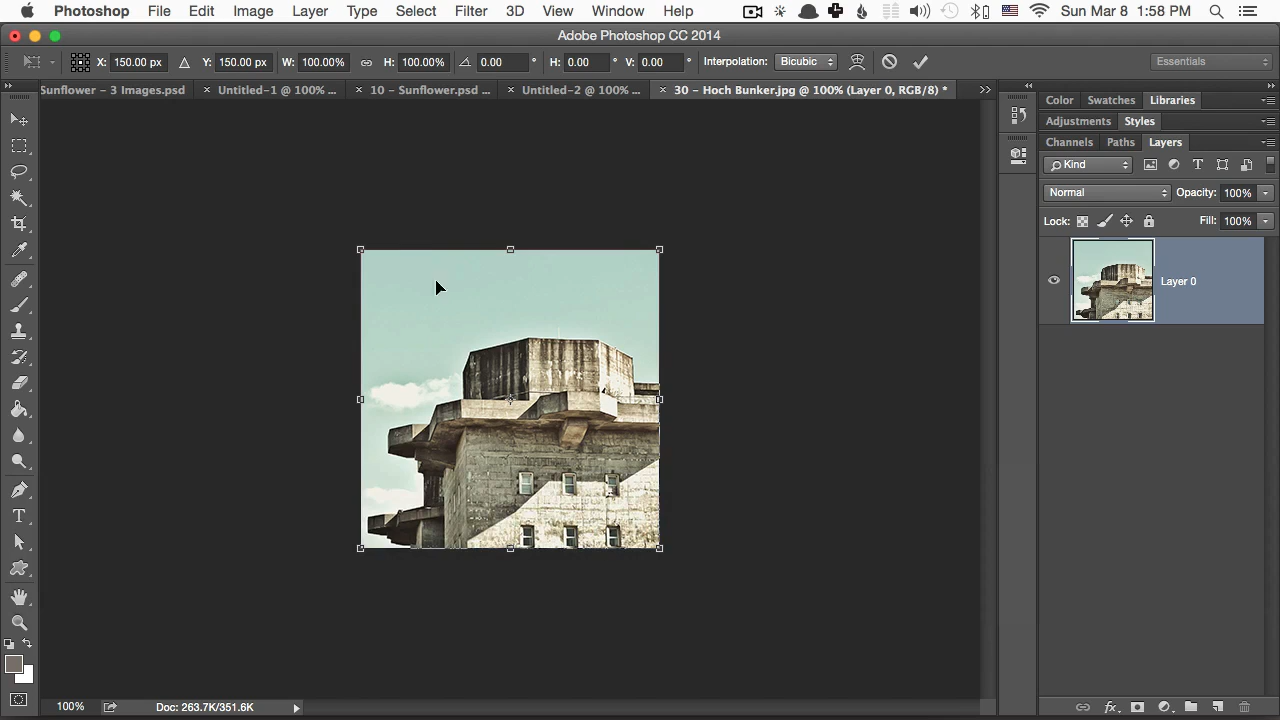 Photoshop File Edit Image Layer Type Select Filter 3D View Window Help Sun Mar 8 1:58 PM
Adobe Photoshop CC 2014
X: 150.00 px Y: 150.00 px W: 100.00% H: 100.00% 0.00 ° H: 0.00 ° V: 0.00 ° Interpolation: Bicubic Essentials
Sunflower - 3 Images.psd × Untitled-1 @ 100% ... × 10 - Sunflower.psd ... × Untitled-2 @ 100% ... × 30 - Hoch Bunker.jpg @ 100% (Layer 0, RGB/8) *
Color Swatches Libraries
Adjustments Styles
Channels Paths Layers
Kind
Normal Opacity: 100%
Lock: Fill: 100%
Layer 0
100% Doc: 263.7K/351.6K